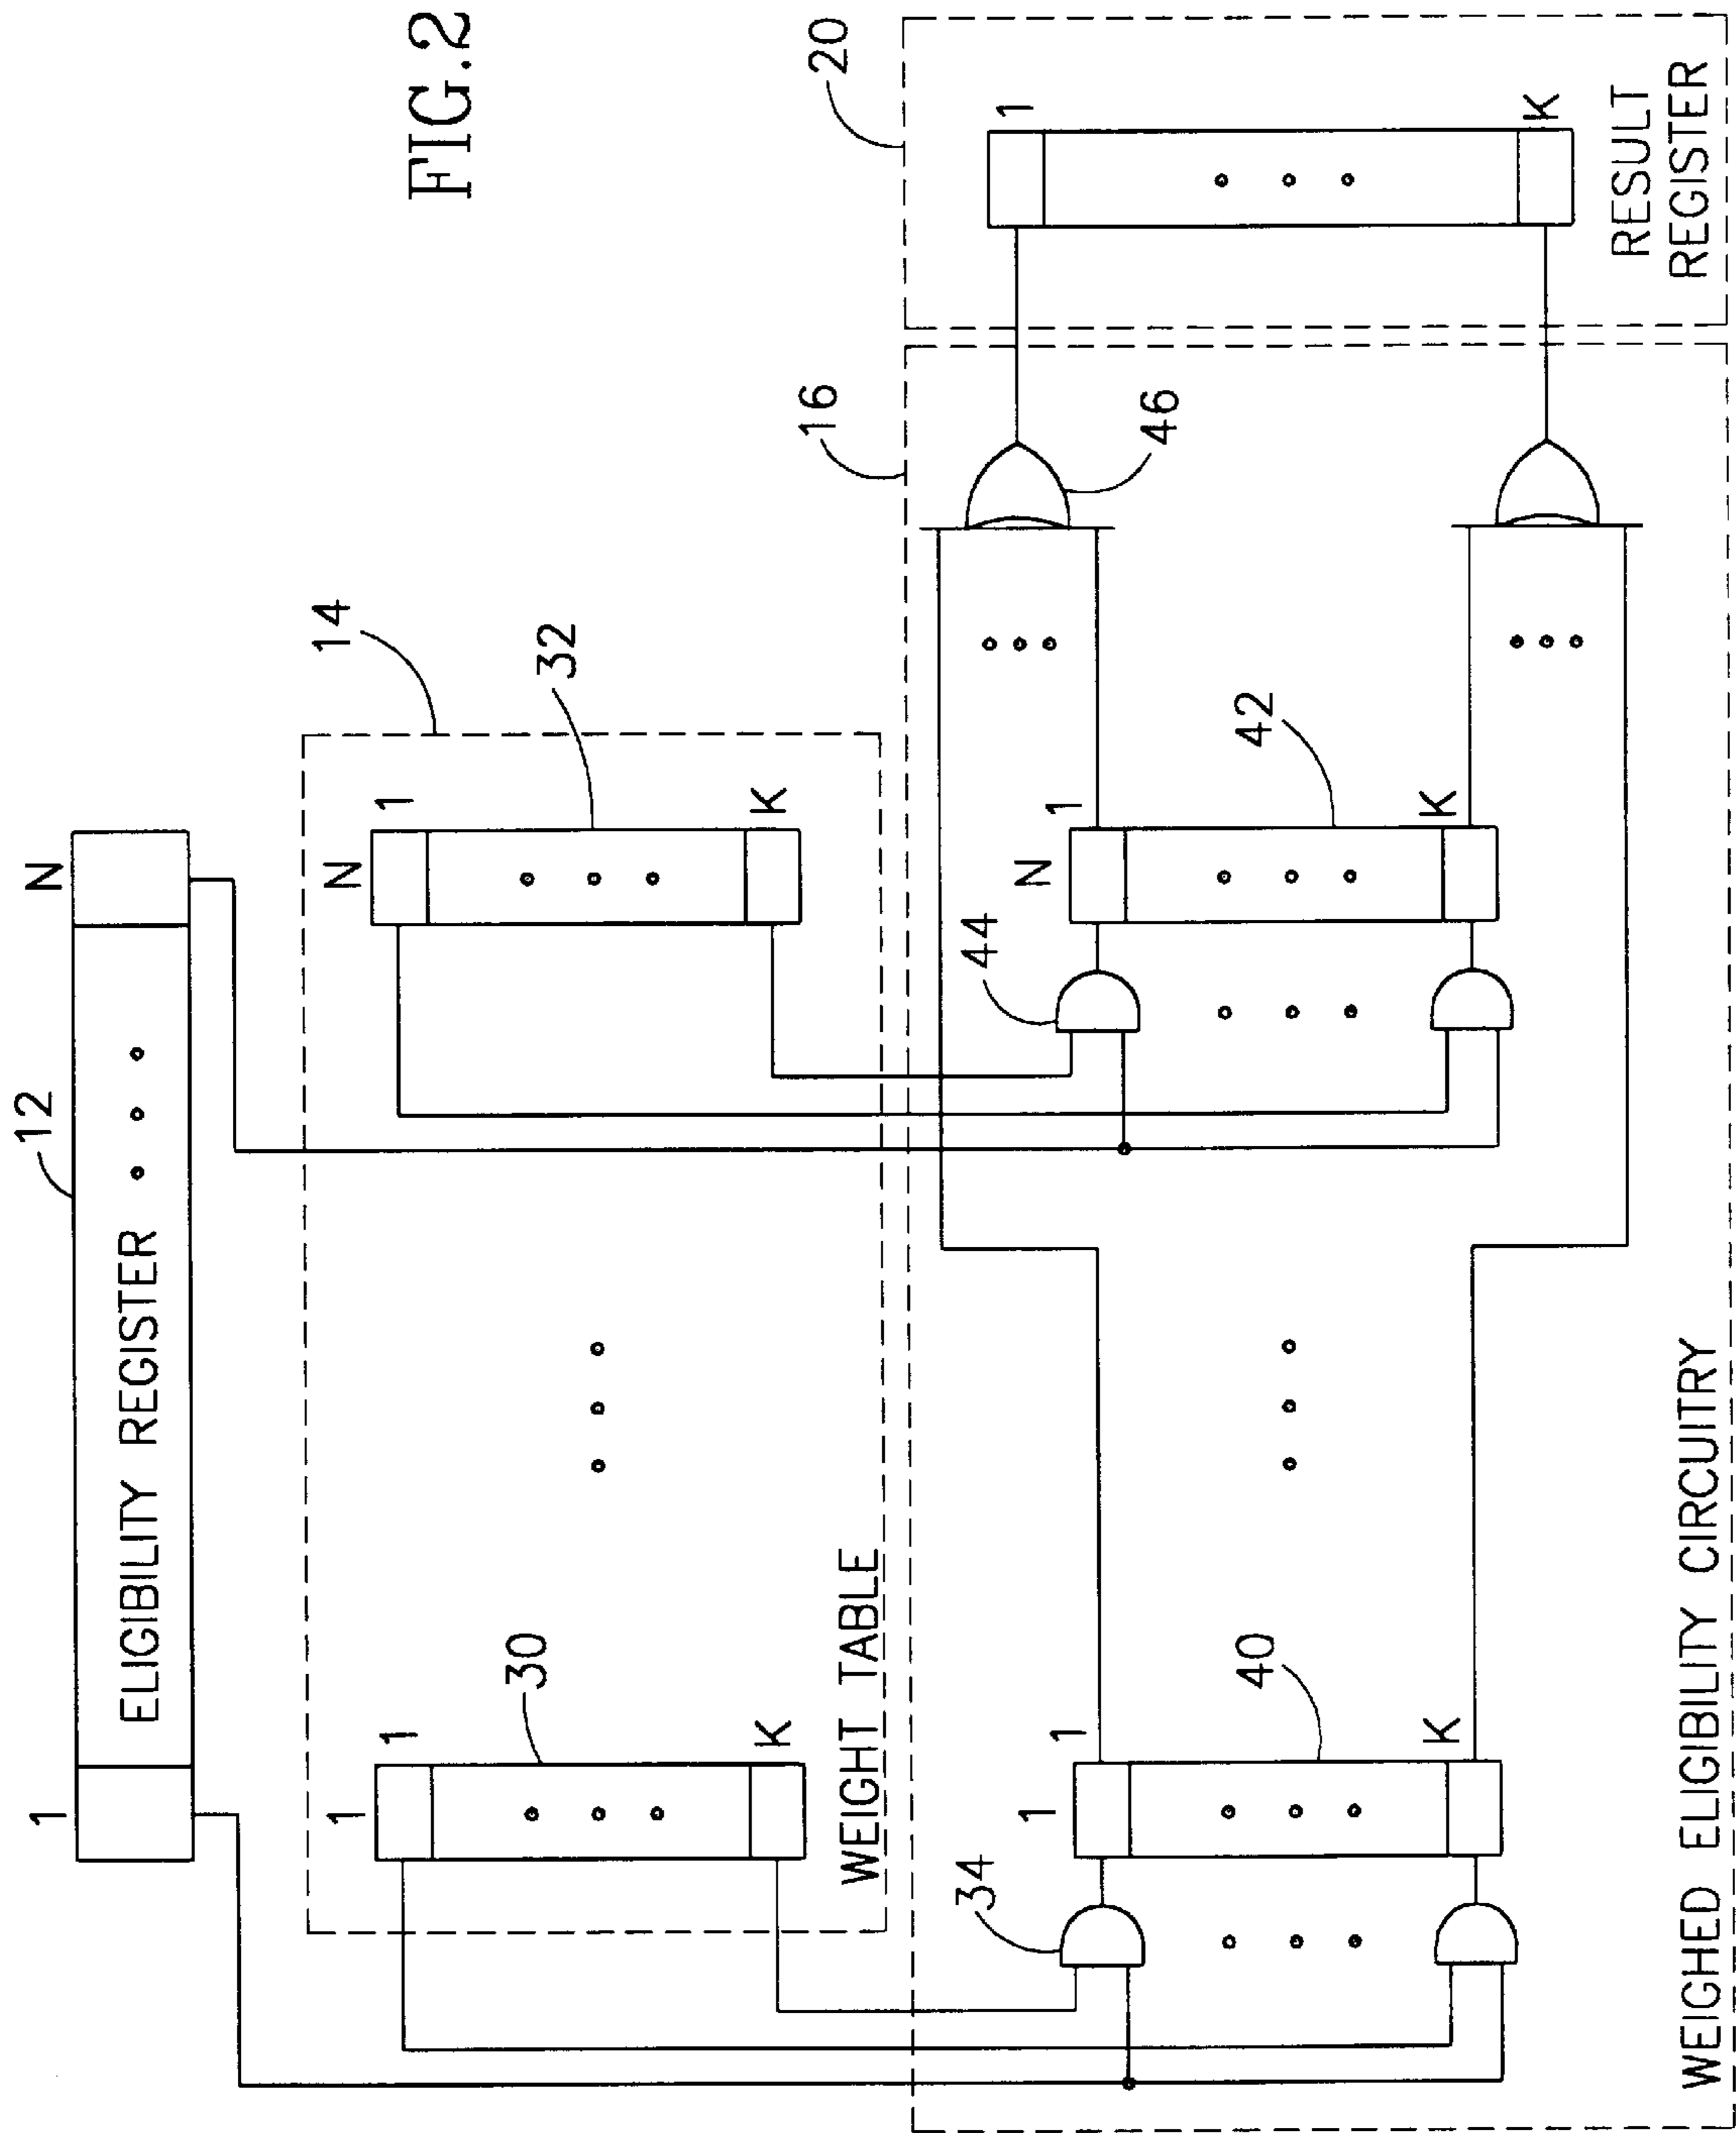 FIG.2
12
1
N
ELIGIBILITY REGISTER
14
1
1
30
K
N
1
32
K
WEIGHT TABLE
16
20
34
1
1
40
K
44
N
1
42
K
46
1
K
RESULT
REGISTER
WEIGHED ELIGIBILITY CIRCUITRY